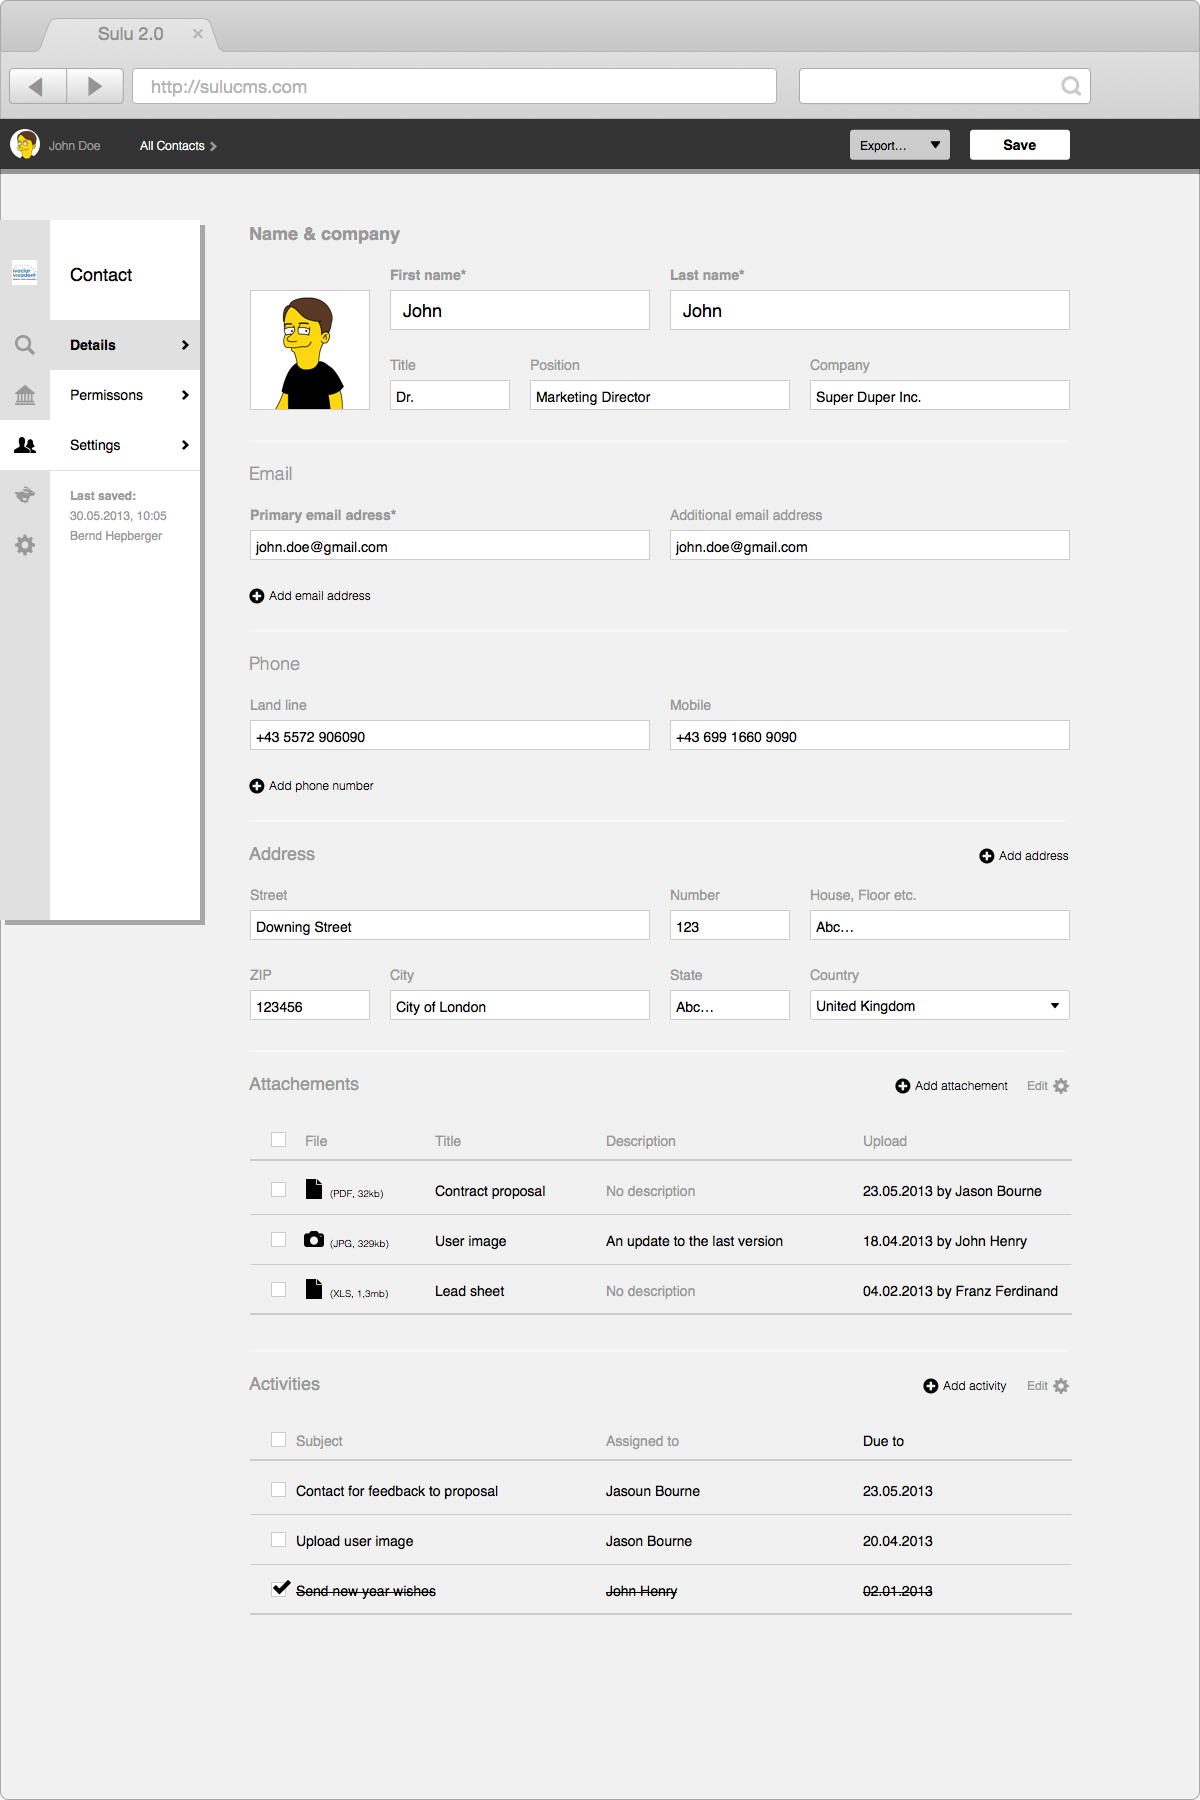 Sulu 2.0
http://sulucms.com
John Doe All Contacts Export... Save
Name & company
ivoclar
vivadent
Contact
First name* Last name*
John John
Details
Title Position Company
Dr. Marketing Director Super Duper Inc.
Permissons
Settings
Email
Last saved:
30.05.2013, 10:05
Bernd Hepberger
Primary email adress* Additional email address
john.doe@gmail.com john.doe@gmail.com
Add email address
Phone
Land line Mobile
+43 5572 906090 +43 699 1660 9090
Add phone number
Address Add address
Street Number House, Floor etc.
Downing Street 123 Abc...
ZIP City State Country
123456 City of London Abc... United Kingdom
Attachements Add attachement Edit
File Title Description Upload
(PDF, 32kb) Contract proposal No description 23.05.2013 by Jason Bourne
(JPG, 329kb) User image An update to the last version 18.04.2013 by John Henry
(XLS, 1,3mb) Lead sheet No description 04.02.2013 by Franz Ferdinand
Activities Add activity Edit
Subject Assigned to Due to
Contact for feedback to proposal Jasoun Bourne 23.05.2013
Upload user image Jason Bourne 20.04.2013
Send new year wishes John Henry 02.01.2013